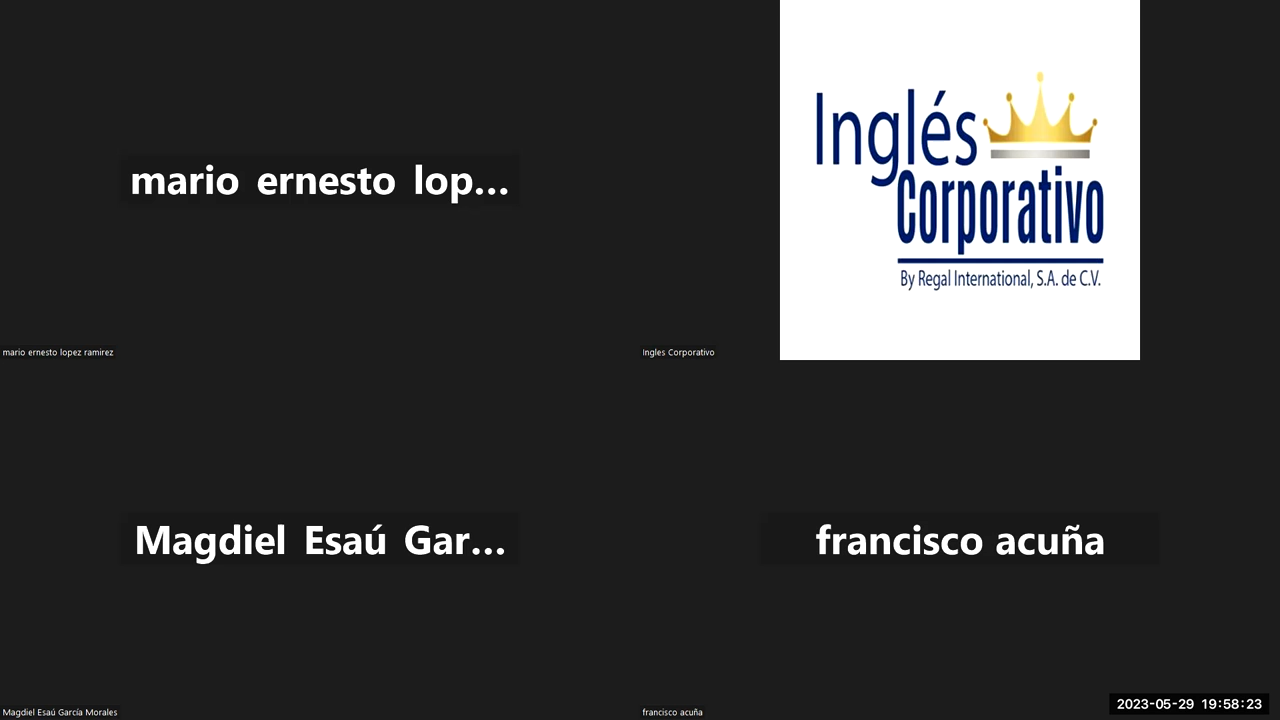 mario ernesto lop...
mario ernesto lopez ramirez
Inglés
Corporativo
By Regal International, S.A. de C.V.
Ingles Corporativo
Magdiel Esaú Gar...
Magdiel Esaú García Morales
francisco acuña
francisco acuña
2023-05-29 19:58:23